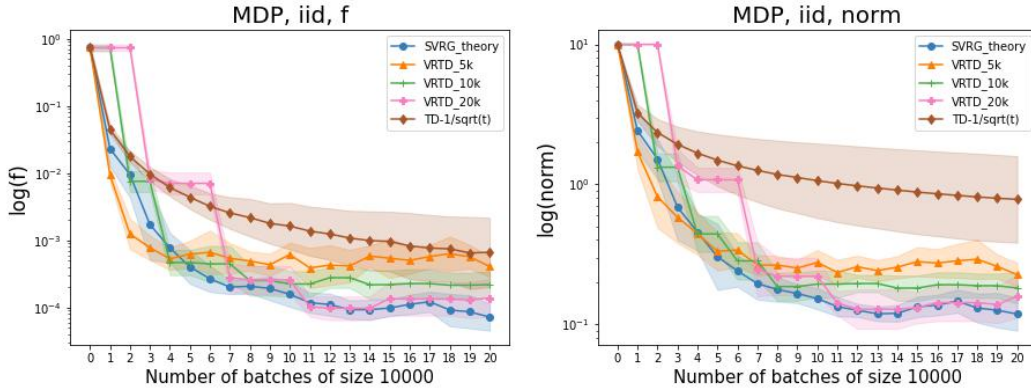 MDP, iid, f
log(f)
10⁰
10⁻¹
10⁻²
10⁻³
10⁻⁴
SVRG_theory
VRTD_5k
VRTD_10k
VRTD_20k
TD-1/sqrt(t)
0 1 2 3 4 5 6 7 8 9 10 11 12 13 14 15 16 17 18 19 20
Number of batches of size 10000
MDP, iid, norm
log(norm)
10¹
10⁰
10⁻¹
SVRG_theory
VRTD_5k
VRTD_10k
VRTD_20k
TD-1/sqrt(t)
0 1 2 3 4 5 6 7 8 9 10 11 12 13 14 15 16 17 18 19 20
Number of batches of size 10000